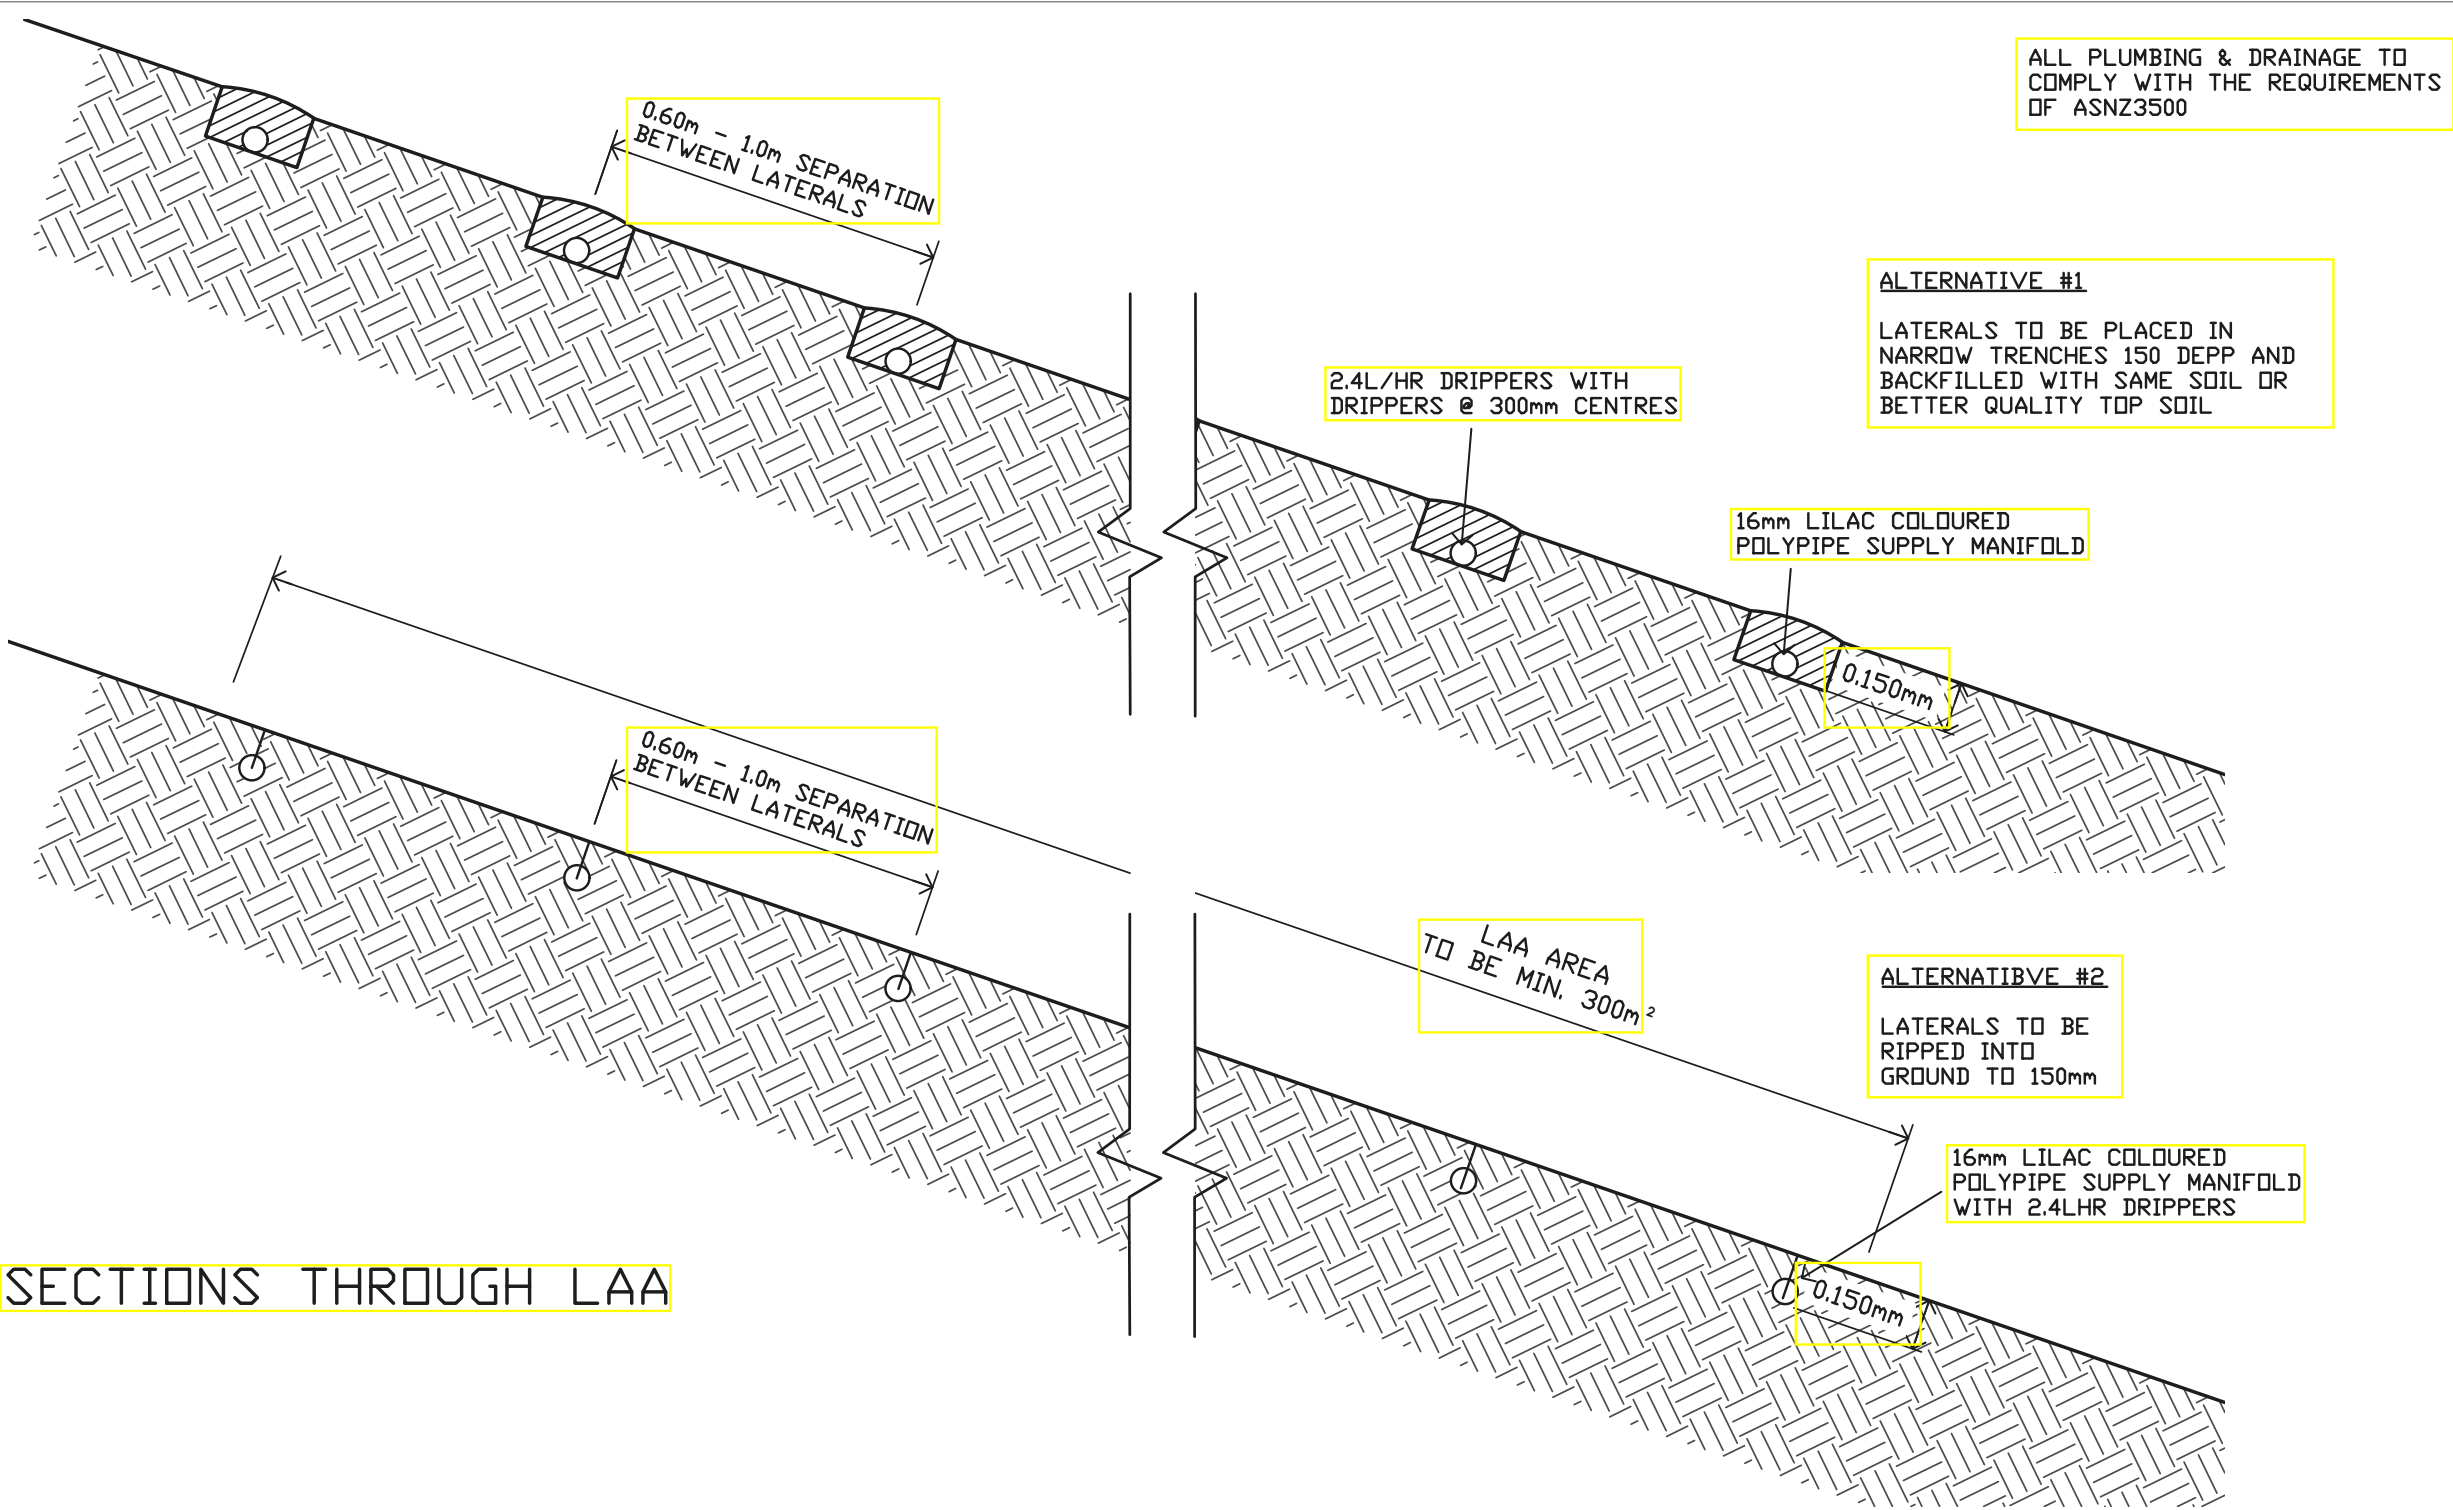 ALL PLUMBING & DRAINAGE TO
COMPLY WITH THE REQUIREMENTS
OF ASNZ3500
0.60m - 1.0m SEPARATION
BETWEEN LATERALS
ALTERNATIVE #1
LATERALS TO BE PLACED IN
NARROW TRENCHES 150 DEPP AND
BACKFILLED WITH SAME SOIL OR
BETTER QUALITY TOP SOIL
2.4L/HR DRIPPERS WITH
DRIPPERS @ 300mm CENTRES
16mm LILAC COLOURED
POLYPIPE SUPPLY MANIFOLD
0.150mm
0.60m - 1.0m SEPARATION
BETWEEN LATERALS
LAA AREA
TO BE MIN. 300m²
ALTERNATIBVE #2
LATERALS TO BE
RIPPED INTO
GROUND TO 150mm
16mm LILAC COLOURED
POLYPIPE SUPPLY MANIFOLD
WITH 2.4LHR DRIPPERS
0.150mm
SECTIONS THROUGH LAA